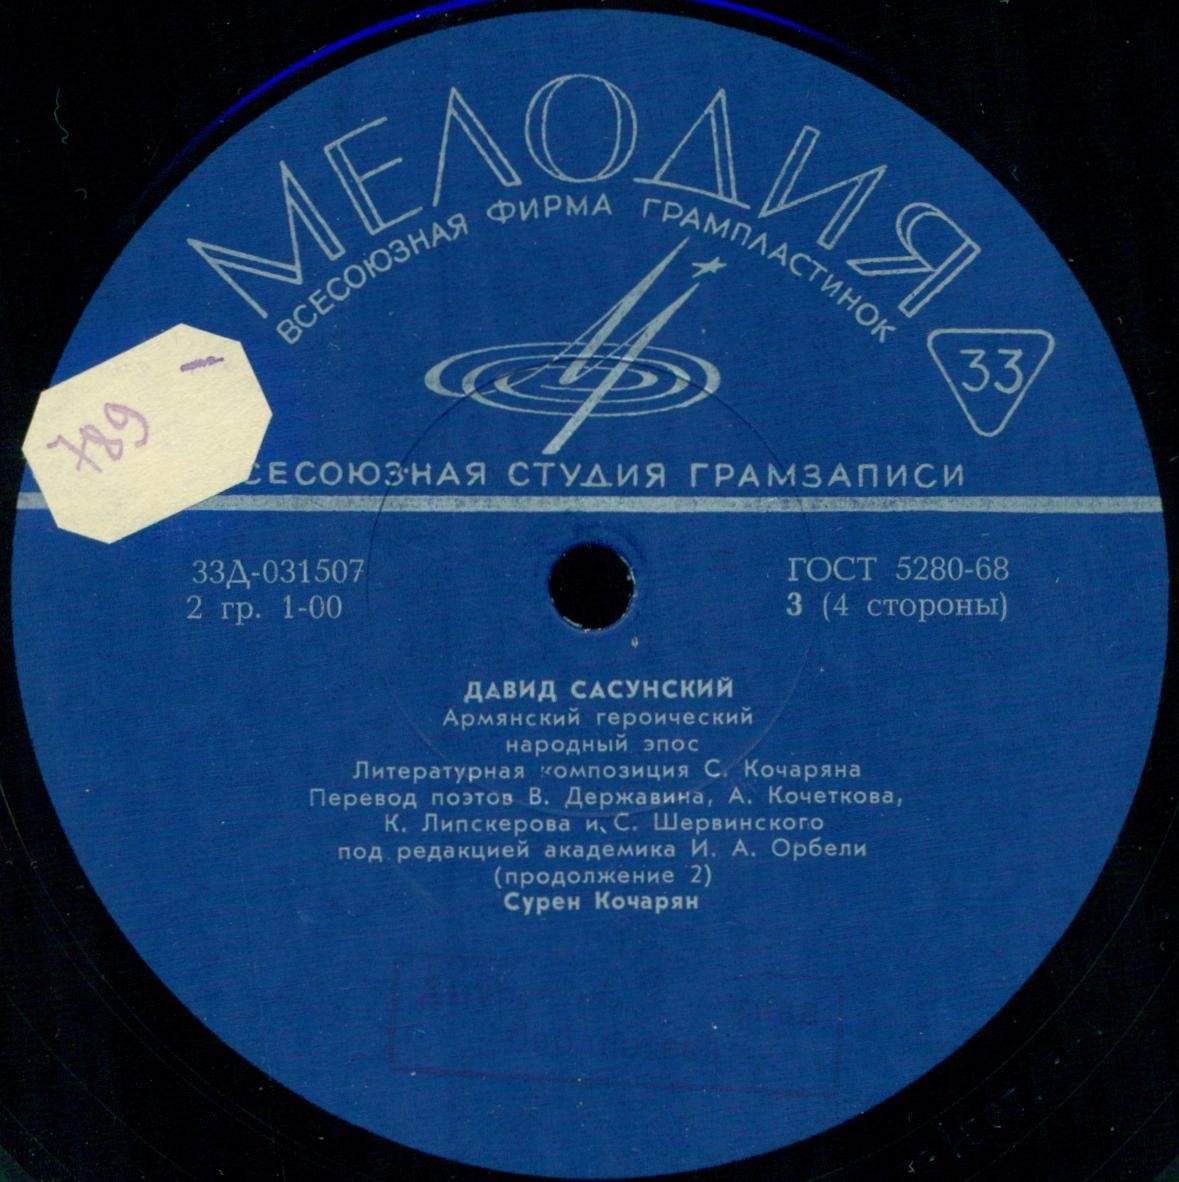 МЕЛОДИЯ
ВСЕСОЮЗНАЯ ФИРМА ГРАМПЛАСТИНОК
33
789
СЕСОЮЗНАЯ СТУДИЯ ГРАМЗАПИСИ
33Д-031507
2 гр. 1-00
ГОСТ 5280-68
3 (4 стороны)
ДАВИД САСУНСКИЙ
Армянский героический
народный эпос
Литературная композиция С. Кочаряна
Перевод поэтов В. Державина, А. Кочеткова,
К. Липскерова и С. Шервинского
под редакцией академика И. А. Орбели
(продолжение 2)
Сурен Кочарян